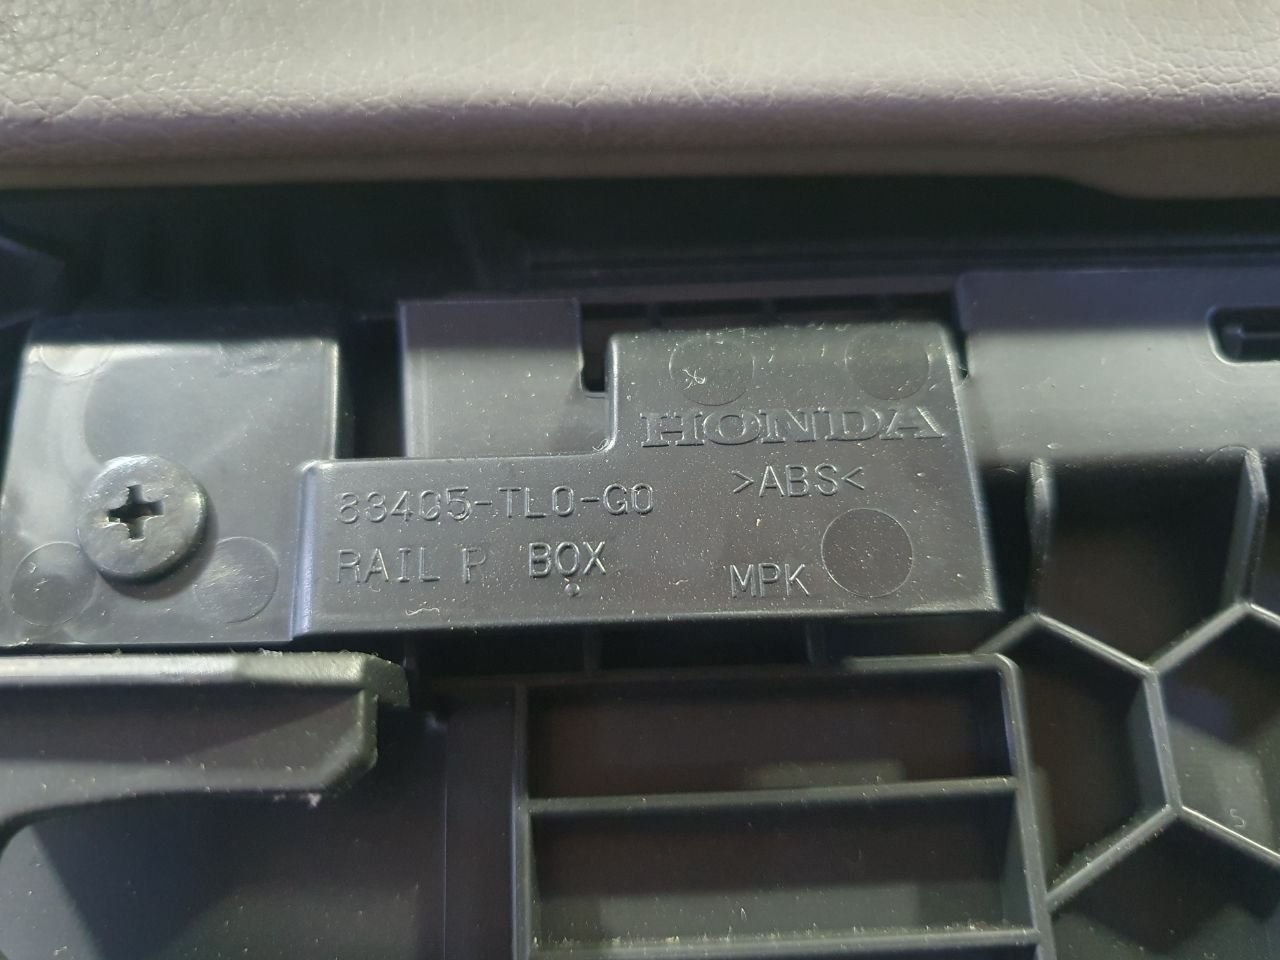 HONDA
>ABS<
83405-TL0-G0
RAIL R BOX
MPK
S